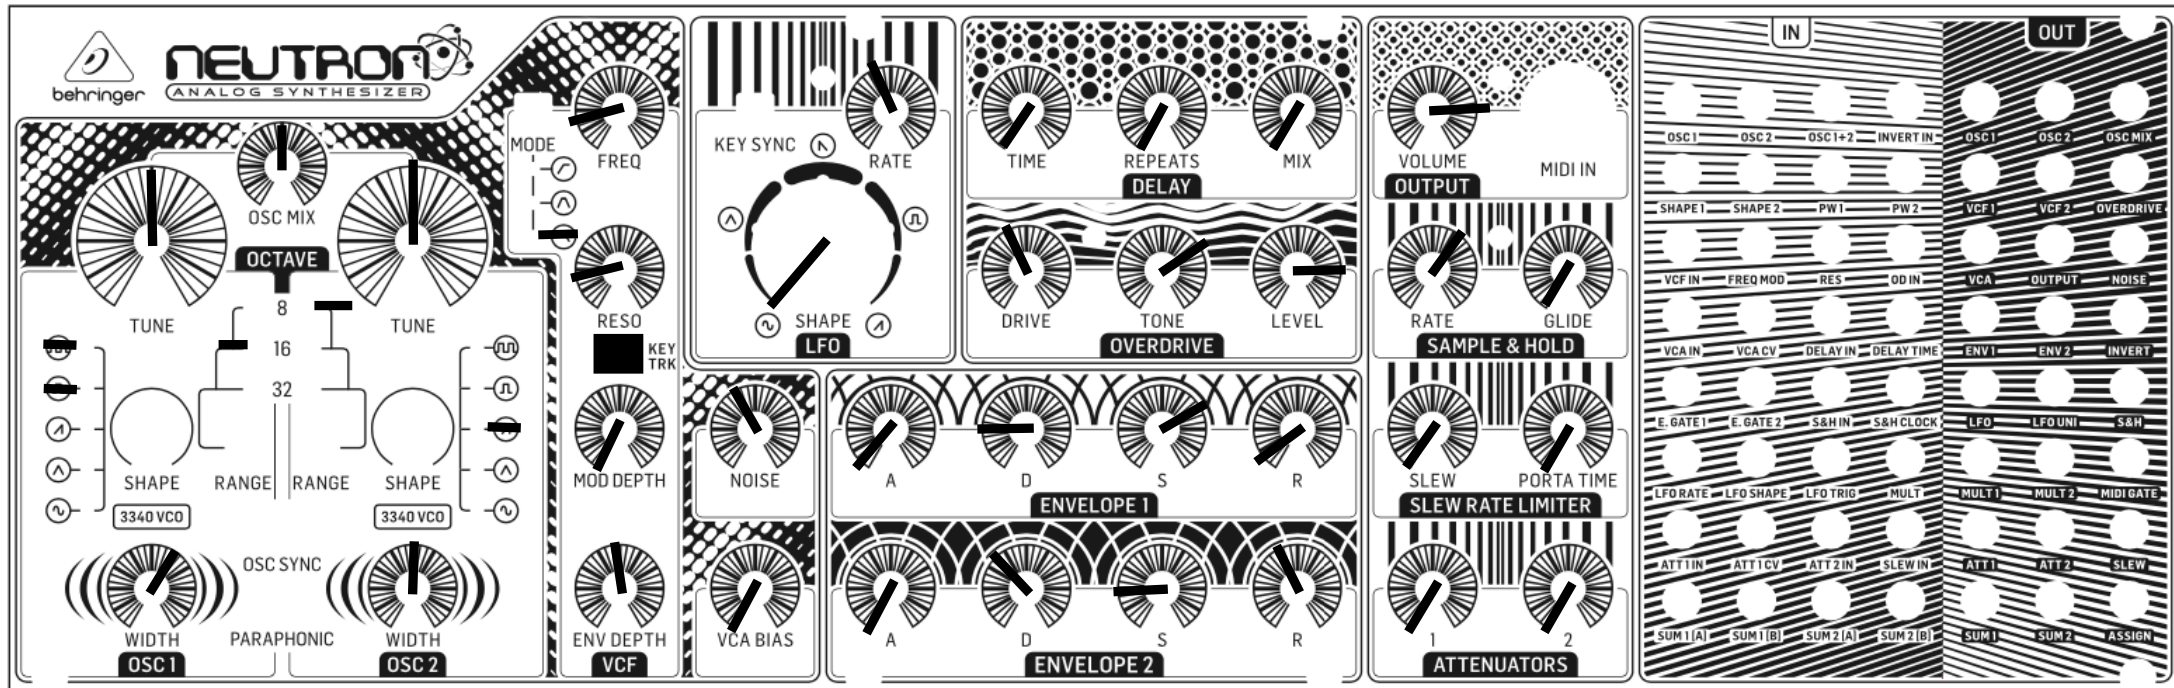 behringer
NEUTRON
ANALOG SYNTHESIZER
OSC MIX
OCTAVE
TUNE
8
TUNE
16
32
SHAPE
RANGE
RANGE
SHAPE
3340 VCO
3340 VCO
OSC SYNC
WIDTH
PARAPHONIC
WIDTH
OSC 1
OSC 2
MODE
FREQ
RESO
KEY
TRK
MOD DEPTH
ENV DEPTH
VCF
KEY SYNC
RATE
SHAPE
LFO
NOISE
VCA BIAS
TIME
REPEATS
MIX
DELAY
DRIVE
TONE
LEVEL
OVERDRIVE
A
D
S
R
ENVELOPE 1
A
D
S
R
ENVELOPE 2
VOLUME
MIDI IN
OUTPUT
RATE
GLIDE
SAMPLE & HOLD
SLEW
PORTA TIME
SLEW RATE LIMITER
1
2
ATTENUATORS
IN
OUT
OSC 1 OSC 2 OSC 1+2 INVERT IN OSC 1 OSC 2 OSC MIX
SHAPE 1 SHAPE 2 PW 1 PW 2 VCF 1 VCF 2 OVERDRIVE
VCF IN FREQ MOD RES OD IN VCA OUTPUT NOISE
VCA IN VCA CV DELAY IN DELAY TIME ENV 1 ENV 2 INVERT
E. GATE 1 E. GATE 2 S&H IN S&H CLOCK LFO LFO UNI S&H
LFO RATE LFO SHAPE LFO TRIG MULT MULT 1 MULT 2 MIDI GATE
ATT 1 IN ATT 1 CV ATT 2 IN SLEW IN ATT 1 ATT 2 SLEW
SUM 1 [A] SUM 1 [B] SUM 2 [A] SUM 2 [B] SUM 1 SUM 2 ASSIGN